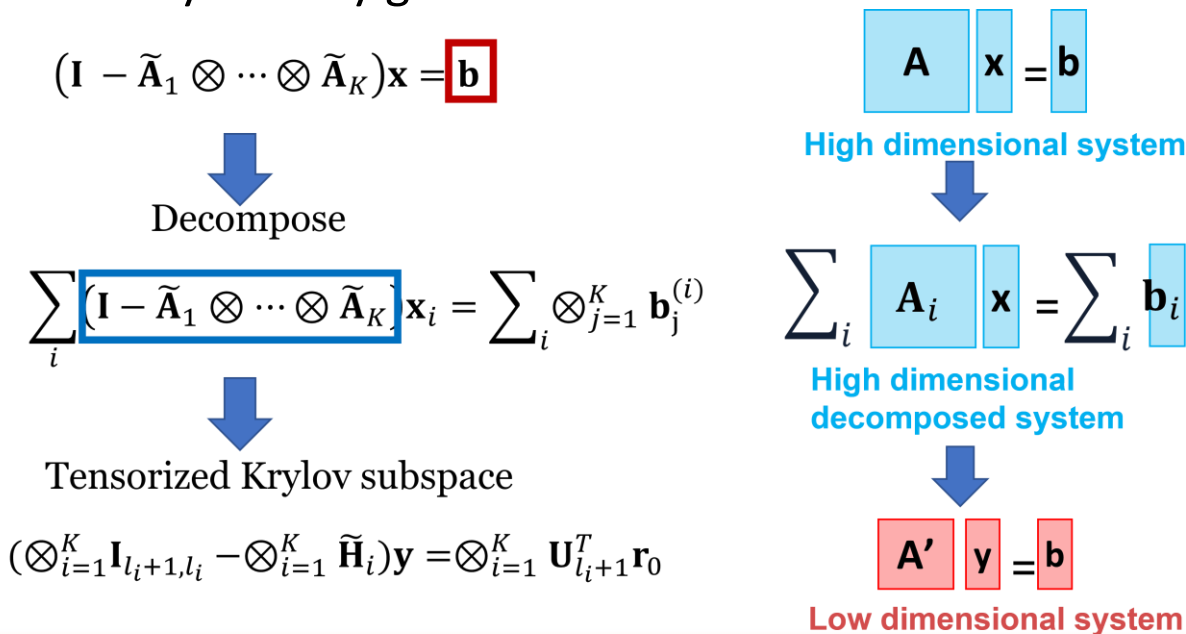 (I − Ã₁ ⊗ ⋯ ⊗ Ã_K)x = b
Decompose
∑_i (I − Ã₁ ⊗ ⋯ ⊗ Ã_K)x_i = ∑_i ⊗_{j=1}^K b_j^{(i)}
Tensorized Krylov subspace
(⊗_{i=1}^K I_{l_i+1,l_i} −⊗_{i=1}^K H̃_i)y =⊗_{i=1}^K U_{l_i+1}^T r_0
A x = b
High dimensional system
∑_i A_i x = ∑_i b_i
High dimensional
decomposed system
A' y = b
Low dimensional system